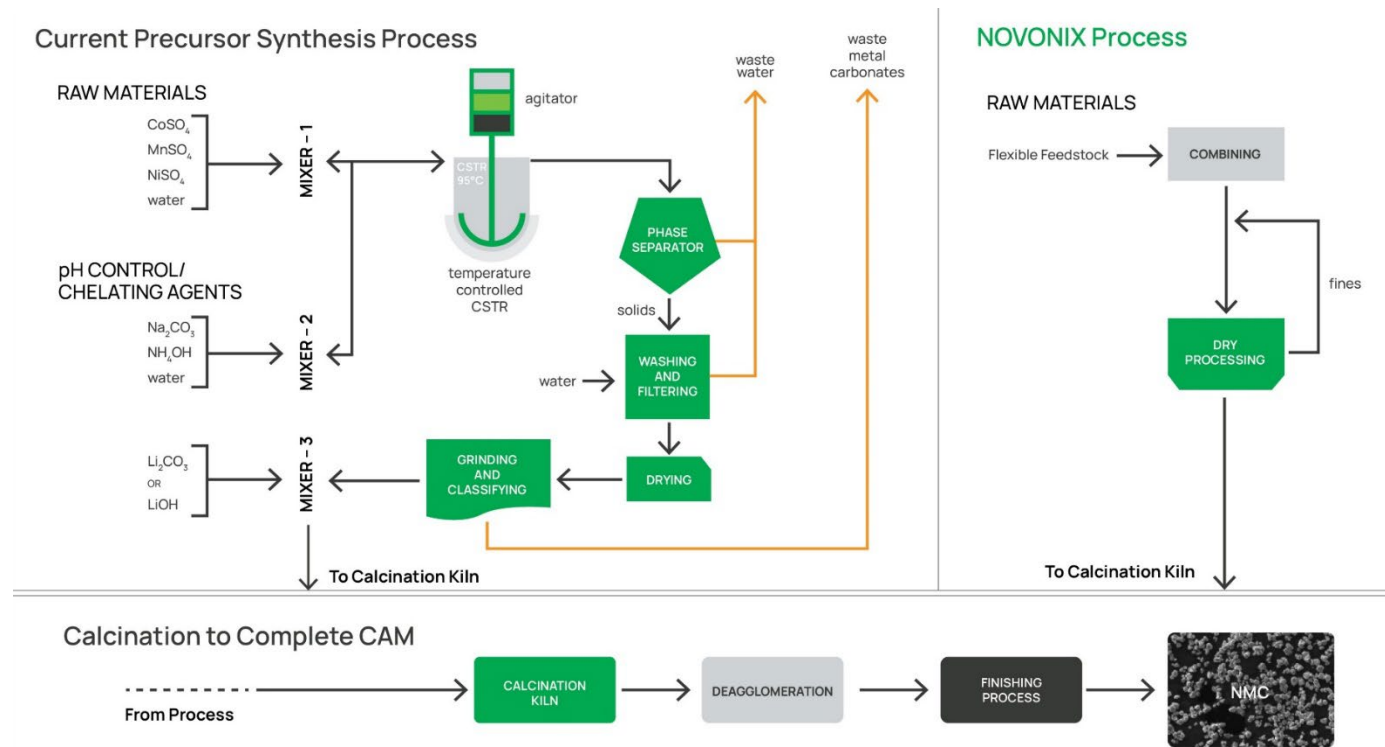 Current Precursor Synthesis Process
RAW MATERIALS
CoSO₄
MnSO₄
NiSO₄
water
MIXER - 1
pH CONTROL/
CHELATING AGENTS
Na₂CO₃
NH₄OH
water
MIXER - 2
Li₂CO₃
OR
LiOH
MIXER - 3
To Calcination Kiln
agitator
CSTR
95°C
temperature
controlled
CSTR
PHASE
SEPARATOR
solids
water
WASHING
AND
FILTERING
DRYING
GRINDING
AND
CLASSIFYING
waste
water
waste
metal
carbonates
NOVONIX Process
RAW MATERIALS
Flexible Feedstock
COMBINING
fines
DRY
PROCESSING
To Calcination Kiln
Calcination to Complete CAM
From Process
CALCINATION
KILN
DEAGGLOMERATION
FINISHING
PROCESS
NMC